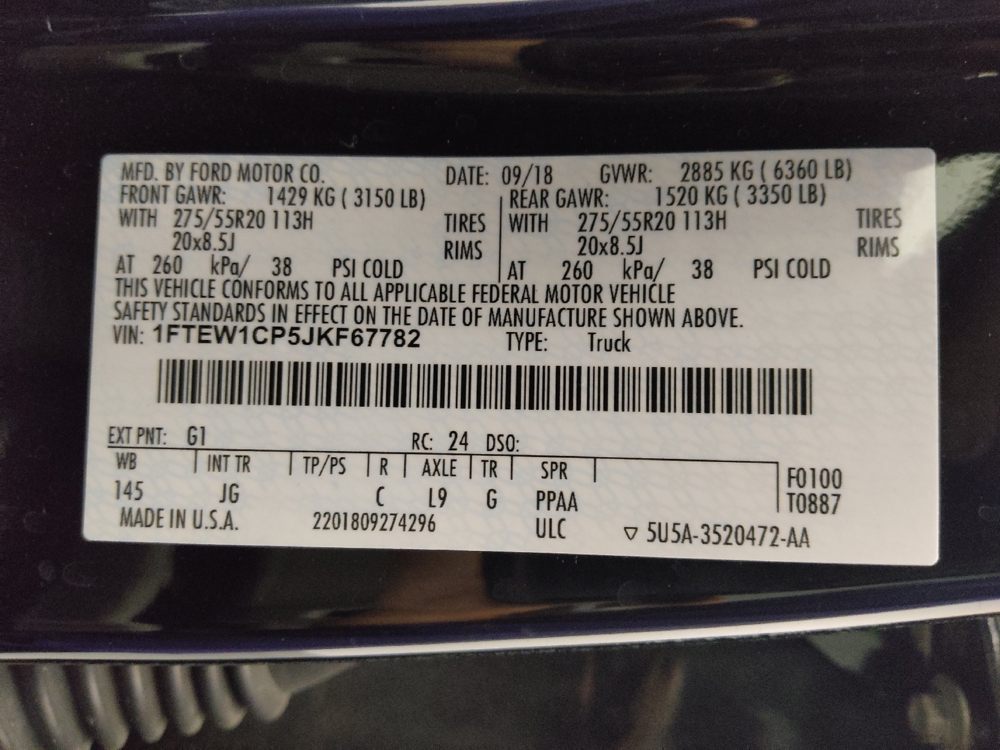 MFD. BY FORD MOTOR CO. DATE: 09/18 GVWR: 2885 KG ( 6360 LB)
FRONT GAWR: 1429 KG ( 3150 LB) REAR GAWR: 1520 KG ( 3350 LB)
WITH 275/55R20 113H TIRES WITH 275/55R20 113H TIRES
20x8.5J RIMS 20x8.5J RIMS
AT 260 kPa/ 38 PSI COLD AT 260 kPa/ 38 PSI COLD
THIS VEHICLE CONFORMS TO ALL APPLICABLE FEDERAL MOTOR VEHICLE
SAFETY STANDARDS IN EFFECT ON THE DATE OF MANUFACTURE SHOWN ABOVE.
VIN: 1FTEW1CP5JKF67782 TYPE: Truck
EXT PNT: G1 RC: 24 DSO:
WB INT TR TP/PS R AXLE TR SPR F0100
145 JG C L9 G PPAA T0887
MADE IN U.S.A. 2201809274296 ULC ▽ 5U5A-3520472-AA